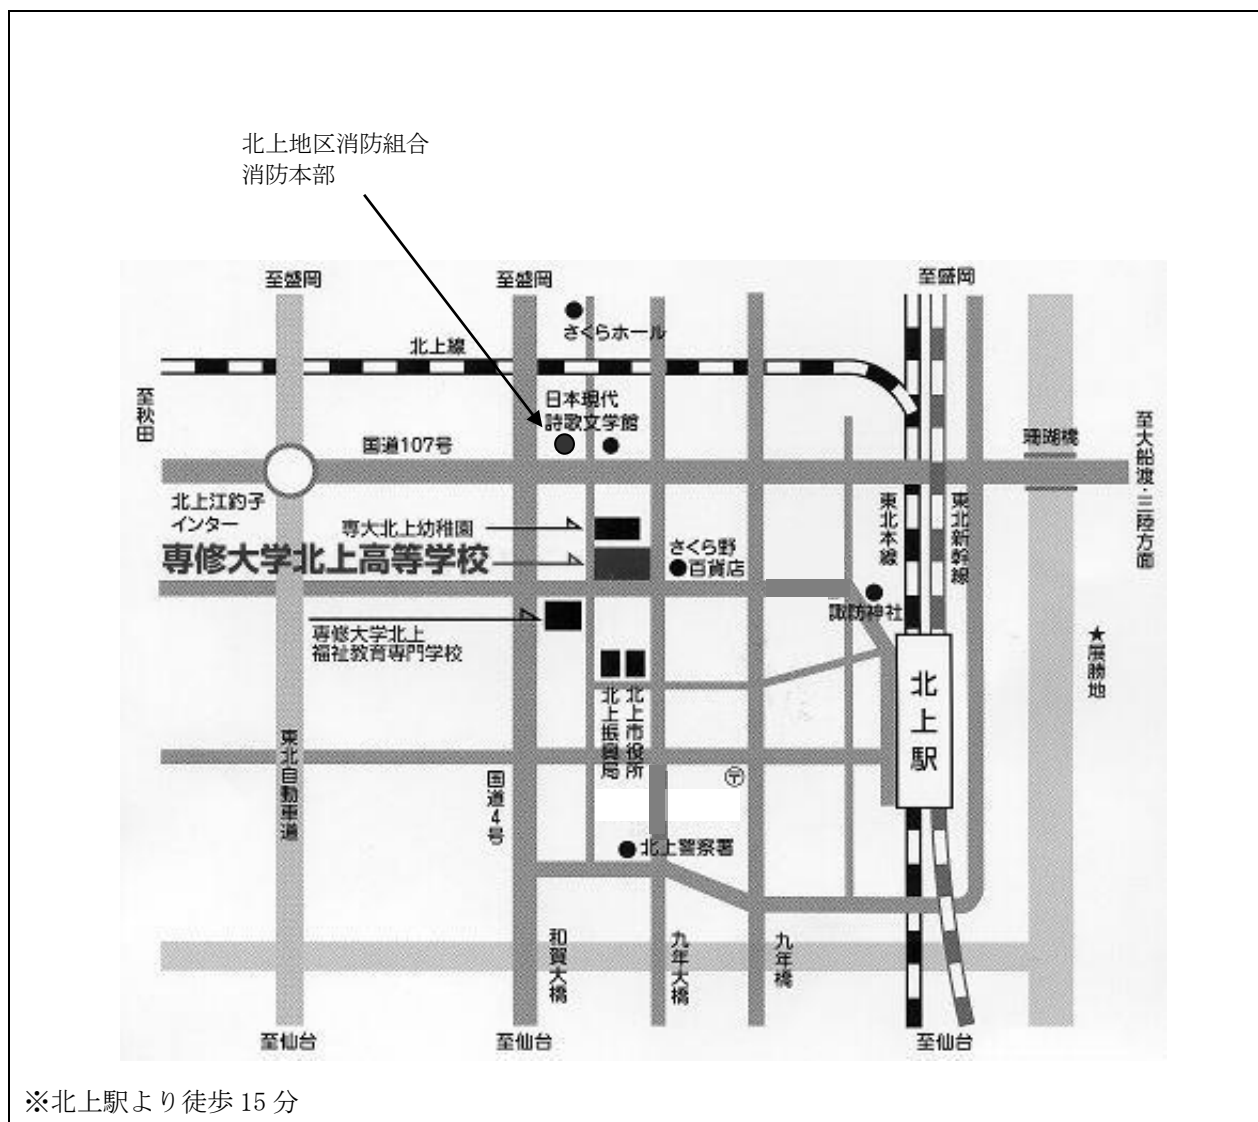 北上地区消防組合
消防本部
至盛岡
至盛岡
至盛岡
さくらホール
北上線
至秋田
日本現代
詩歌文学館
国道107号
珊瑚橋
至大船渡・三陸方面
北上江釣子
インター
専大北上幼稚園
専修大学北上高等学校
さくら野
百貨店
東北本線
東北新幹線
諏訪神社
専修大学北上
福祉教育専門学校
★展勝地
北上駅
北上振興局
北上市役所
東北自動車道
国道4号
〒
北上警察署
和賀大橋
九年大橋
九年橋
至仙台
至仙台
至仙台
※北上駅より徒歩 15 分